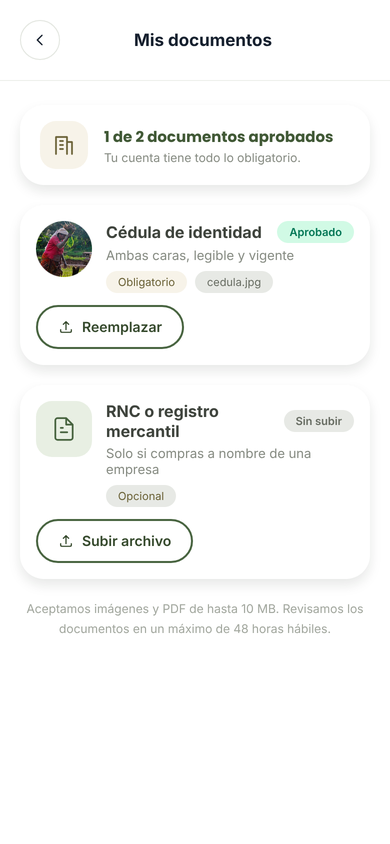 Mis documentos
1 de 2 documentos aprobados
Tu cuenta tiene todo lo obligatorio.
Cédula de identidad
Aprobado
Ambas caras, legible y vigente
Obligatorio
cedula.jpg
Reemplazar
RNC o registro
mercantil
Sin subir
Solo si compras a nombre de una
empresa
Opcional
Subir archivo
Aceptamos imágenes y PDF de hasta 10 MB. Revisamos los
documentos en un máximo de 48 horas hábiles.